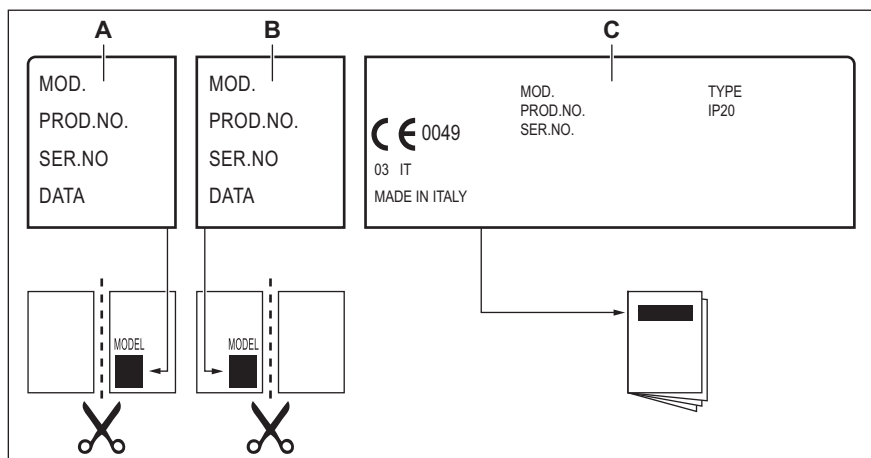 A
B
C
MOD.
PROD.NO.
SER.NO
DATA
MOD.
PROD.NO.
SER.NO
DATA
MOD.
PROD.NO.
SER.NO.
TYPE
IP20
CE 0049
03 IT
MADE IN ITALY
MODEL
MODEL